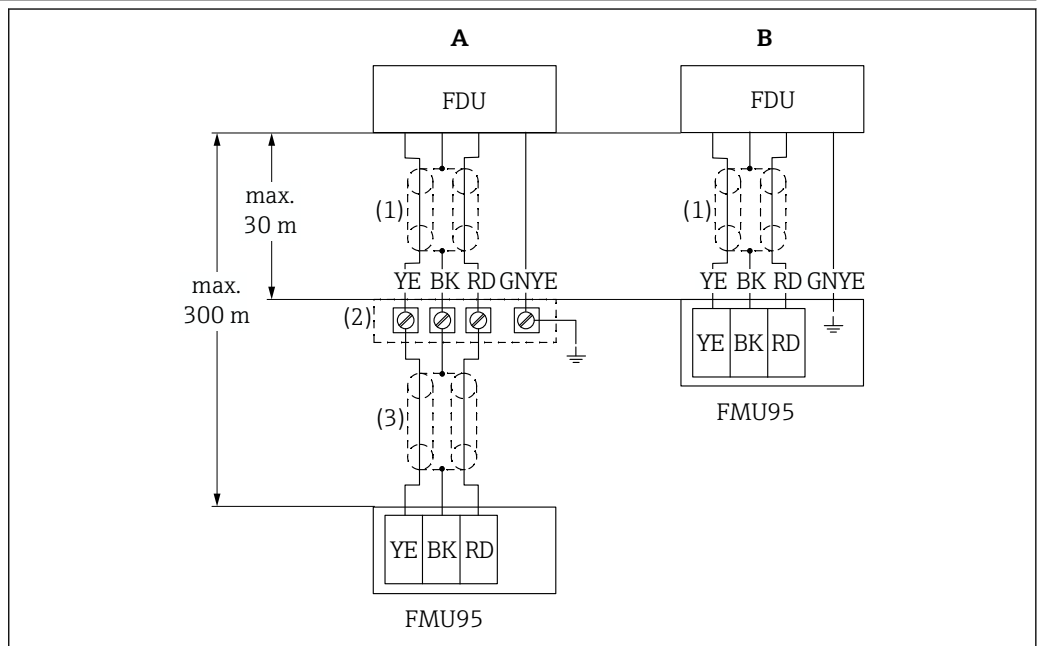 A B
FDU FDU
max.
30 m
max.
300 m
(1) (1)
YE BK RD GNYE YE BK RD GNYE
(2)
YE BK RD
FMU95
(3)
YE BK RD
FMU95